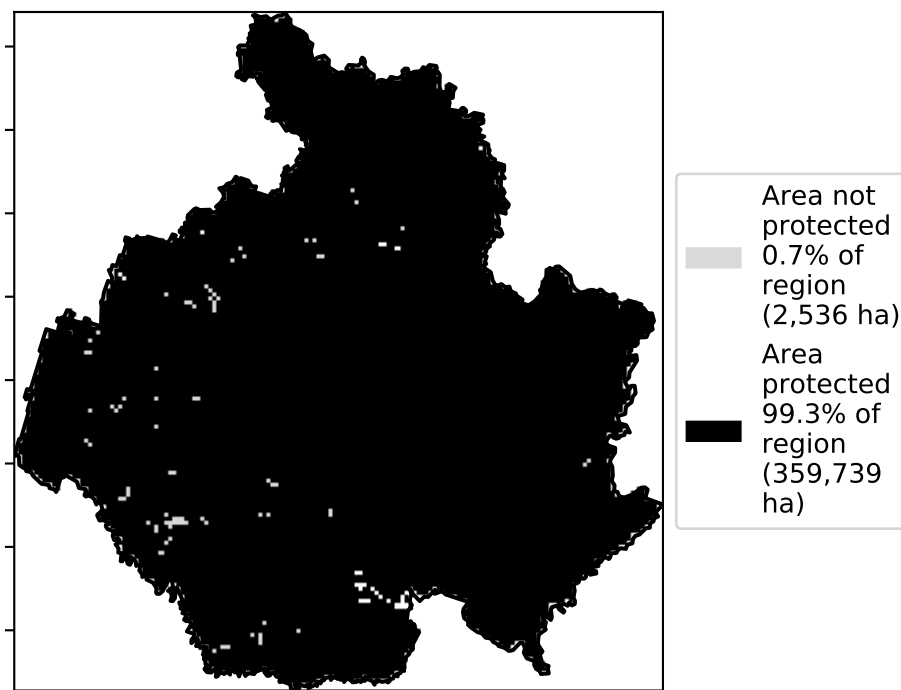 Area not
protected
0.7% of
region
(2,536 ha)
Area
protected
99.3% of
region
(359,739
ha)